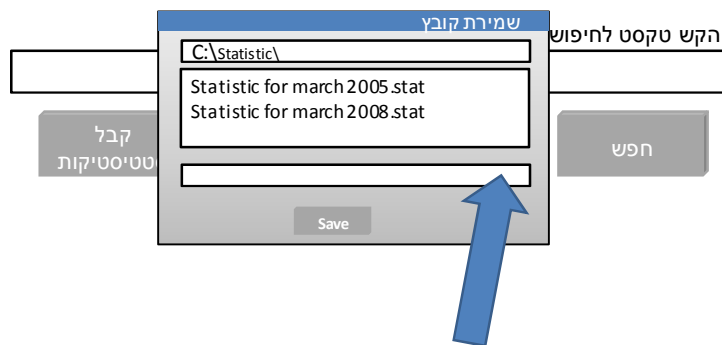 שמירת קובץ
הקש טקסט לחיפוש
C:\Statistic\
Statistic for march 2005.stat
Statistic for march 2008.stat
קבל
סטטיסטיקות
חפש
Save